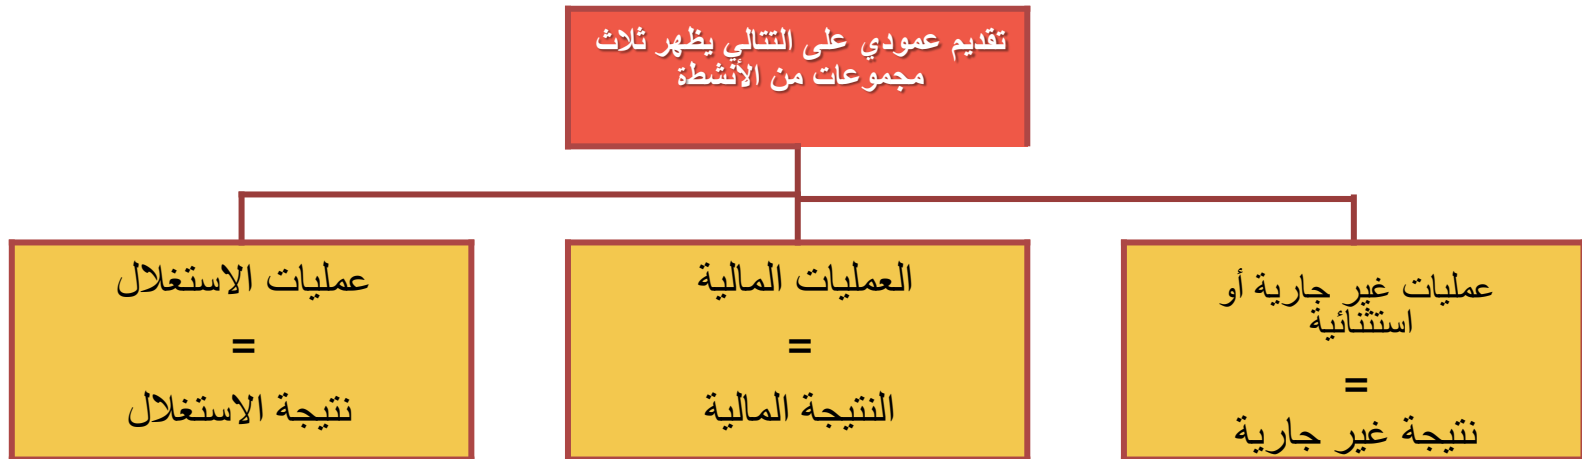 تقديم عمودي على التتالي يظهر ثلاث
مجموعات من الأنشطة
عمليات غير جارية أو
استثنائية
=
نتيجة غير جارية
العمليات المالية
=
النتيجة المالية
عمليات الاستغلال
=
نتيجة الاستغلال